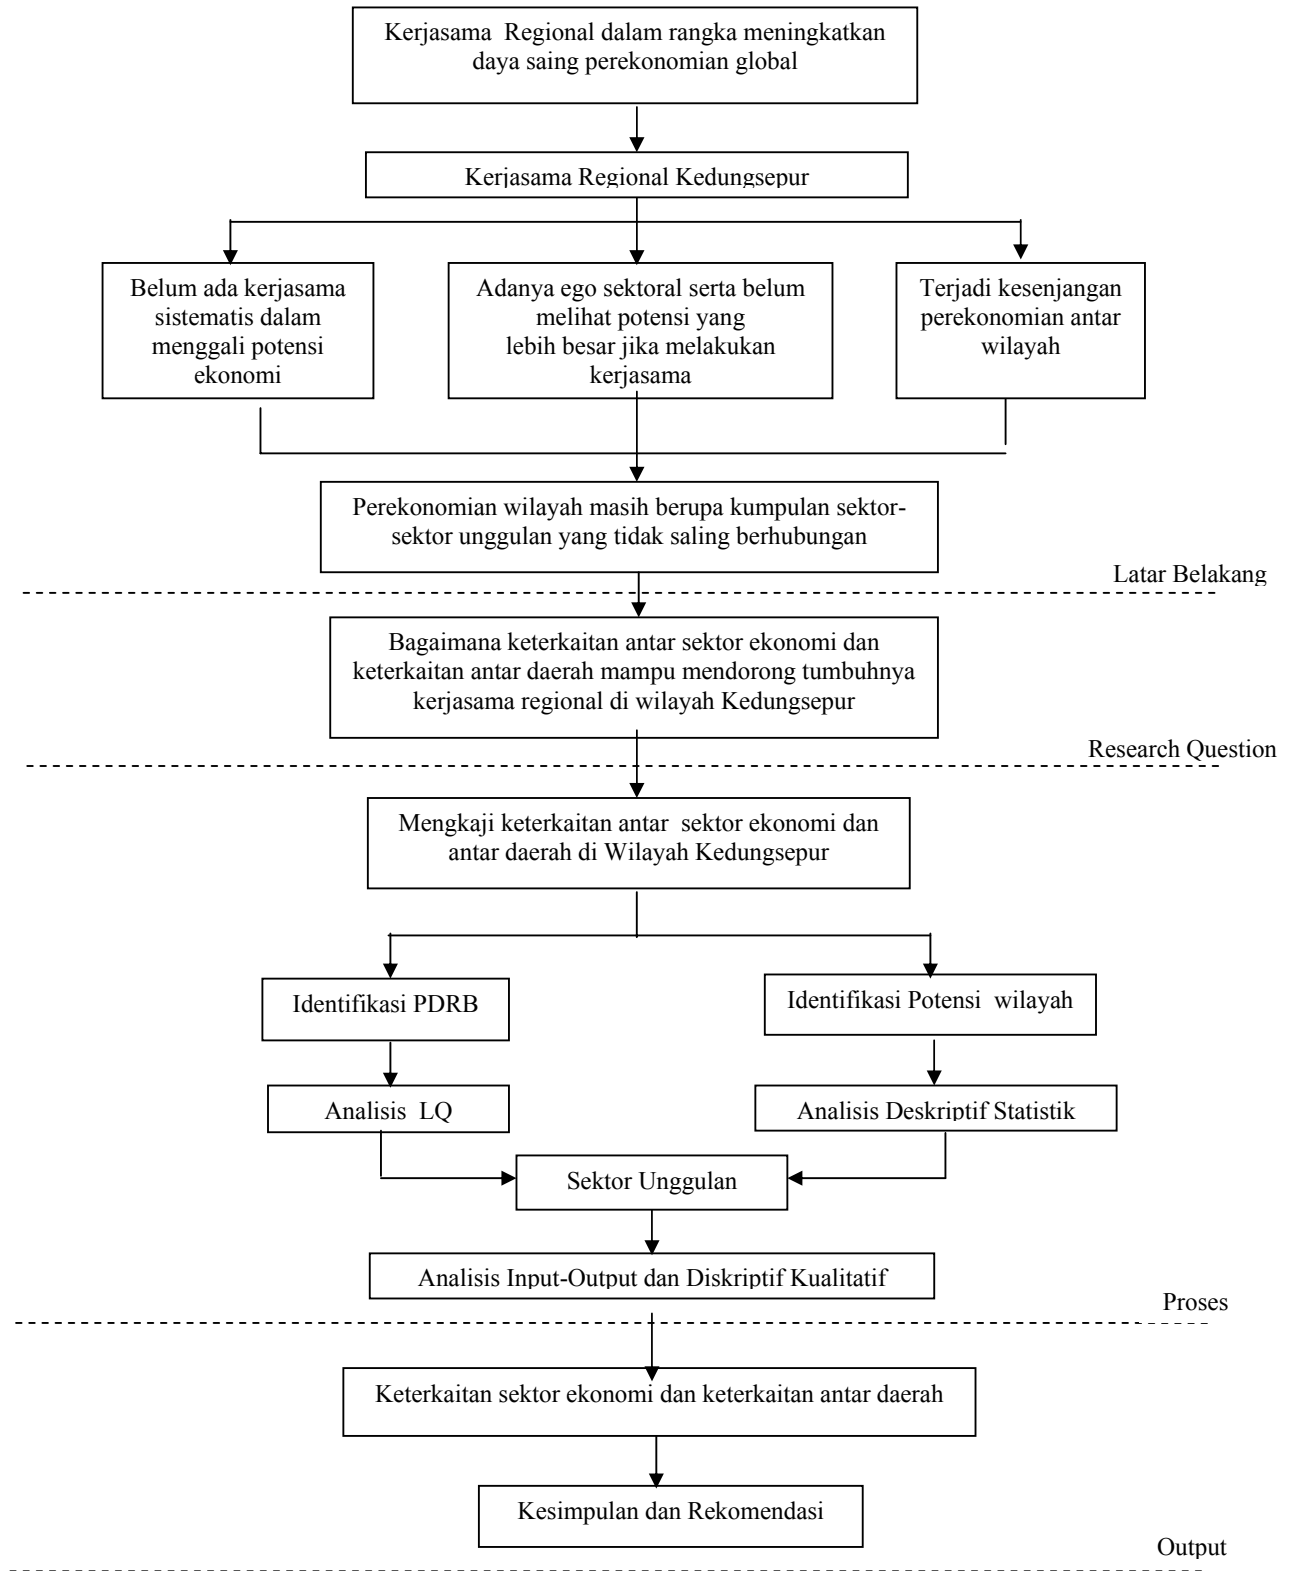 Kerjasama Regional dalam rangka meningkatkan
daya saing perekonomian global
Kerjasama Regional Kedungsepur
Belum ada kerjasama
sistematis dalam
menggali potensi
ekonomi
Adanya ego sektoral serta belum
melihat potensi yang
lebih besar jika melakukan
kerjasama
Terjadi kesenjangan
perekonomian antar
wilayah
Perekonomian wilayah masih berupa kumpulan sektor-
sektor unggulan yang tidak saling berhubungan
Latar Belakang
Bagaimana keterkaitan antar sektor ekonomi dan
keterkaitan antar daerah mampu mendorong tumbuhnya
kerjasama regional di wilayah Kedungsepur
Research Question
Mengkaji keterkaitan antar sektor ekonomi dan
antar daerah di Wilayah Kedungsepur
Identifikasi PDRB
Identifikasi Potensi wilayah
Analisis LQ
Analisis Deskriptif Statistik
Sektor Unggulan
Analisis Input-Output dan Diskriptif Kualitatif
Proses
Keterkaitan sektor ekonomi dan keterkaitan antar daerah
Kesimpulan dan Rekomendasi
Output